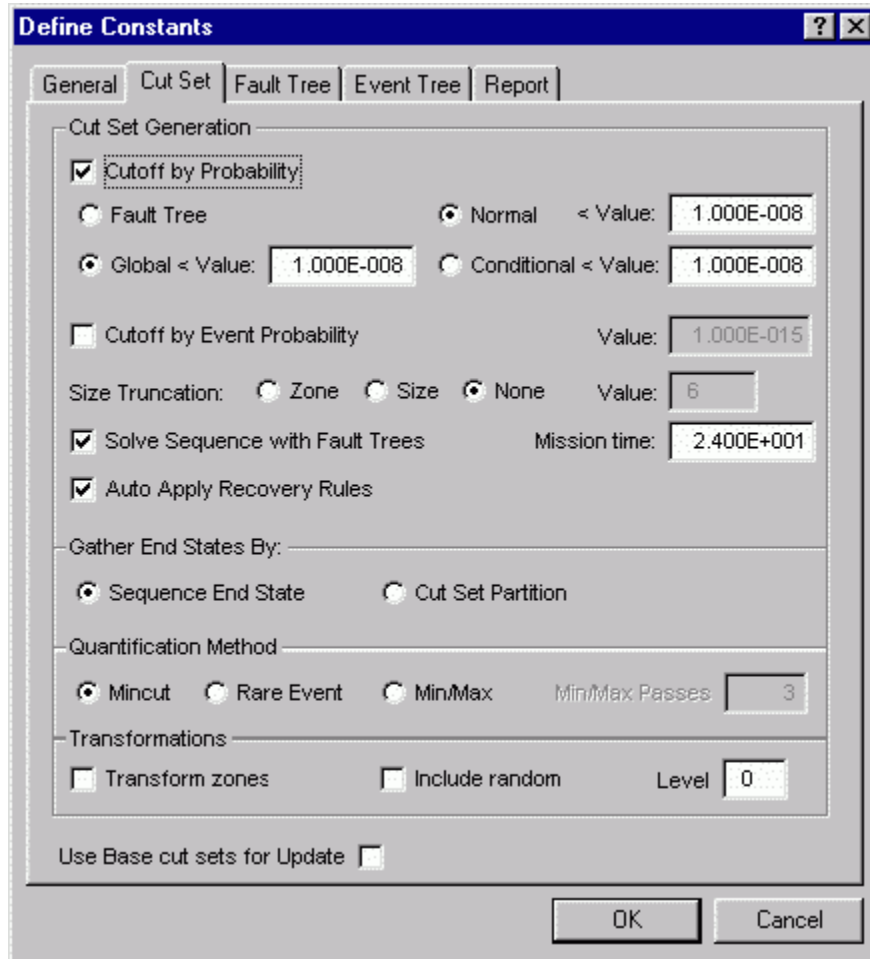 Define Constants
General Cut Set Fault Tree Event Tree Report
Cut Set Generation
Cutoff by Probability
Fault Tree Normal < Value: 1.000E-008
Global < Value: 1.000E-008 Conditional < Value: 1.000E-008
Cutoff by Event Probability Value: 1.000E-015
Size Truncation: Zone Size None Value: 6
Solve Sequence with Fault Trees Mission time: 2.400E+001
Auto Apply Recovery Rules
Gather End States By:
Sequence End State Cut Set Partition
Quantification Method
Mincut Rare Event Min/Max Min/Max Passes 3
Transformations
Transform zones Include random Level 0
Use Base cut sets for Update
OK Cancel